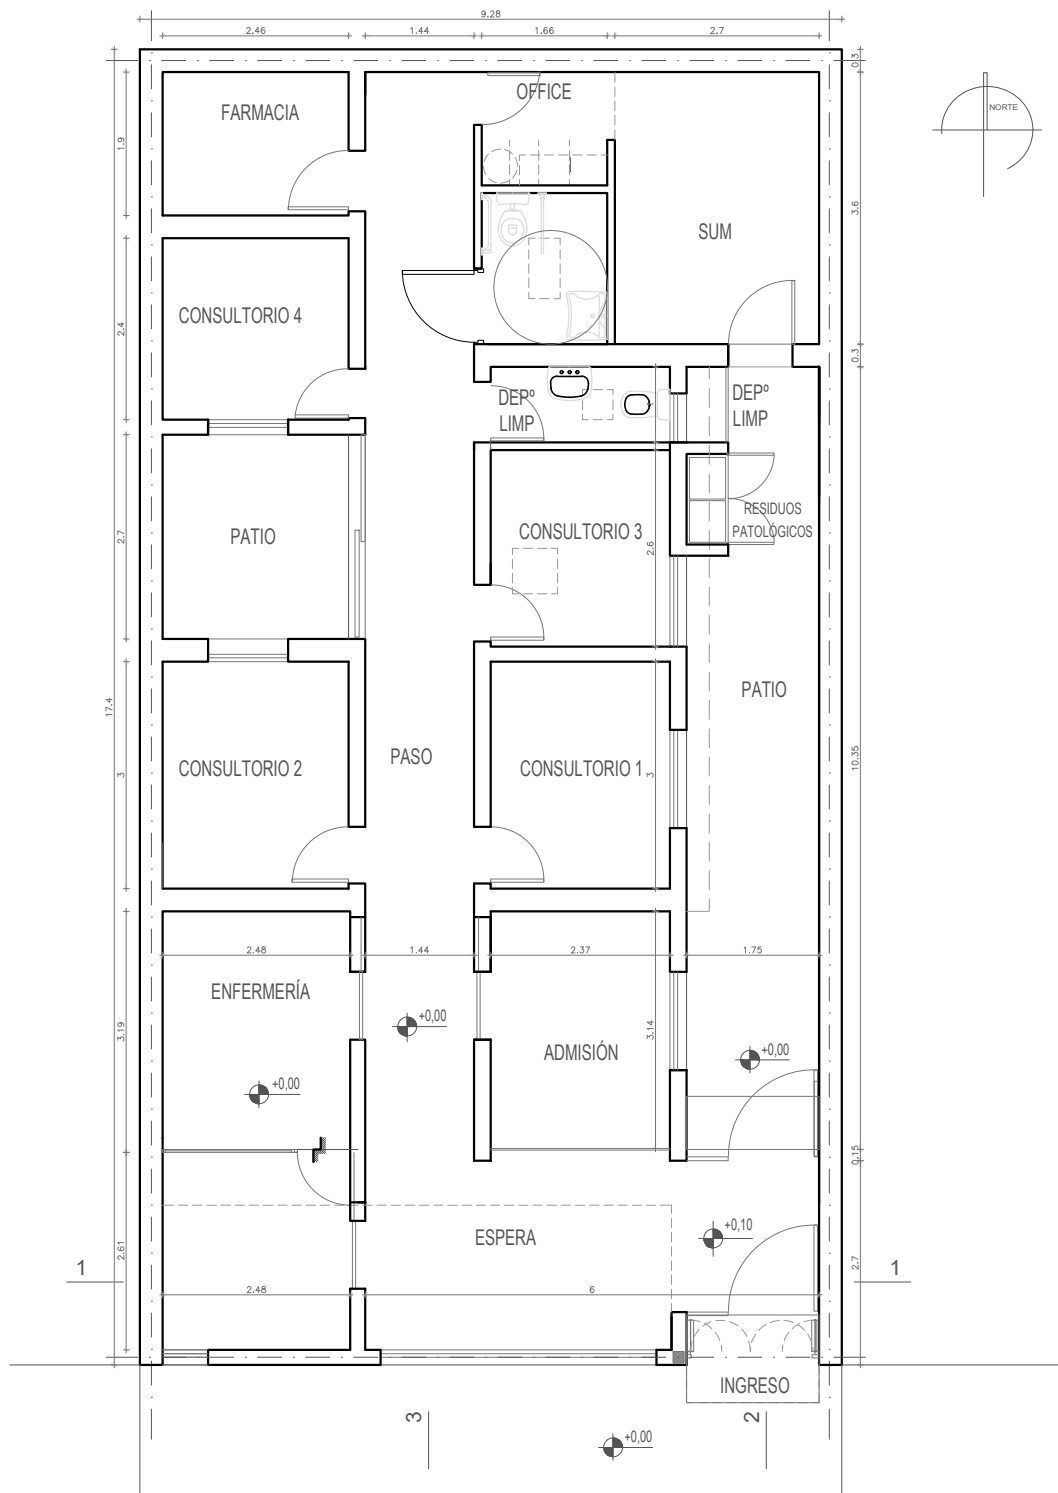 9.28
2.46
1.44
1.66
2.7
0.3
NORTE
OFFICE
FARMACIA
1.9
3.6
SUM
CONSULTORIO 4
2.4
0.3
DEPº
LIMP
DEPº
LIMP
RESIDUOS
PATOLÓGICOS
CONSULTORIO 3
PATIO
2.7
2.6
17.4
PATIO
PASO
CONSULTORIO 2
CONSULTORIO 1
3
3
10.35
2.48
1.44
2.37
1.75
ENFERMERÍA
+0,00
3.19
3.14
ADMISIÓN
+0,00
+0,00
0.15
ESPERA
+0,10
2.61
2.7
1
1
2.48
6
INGRESO
3
2
+0,00